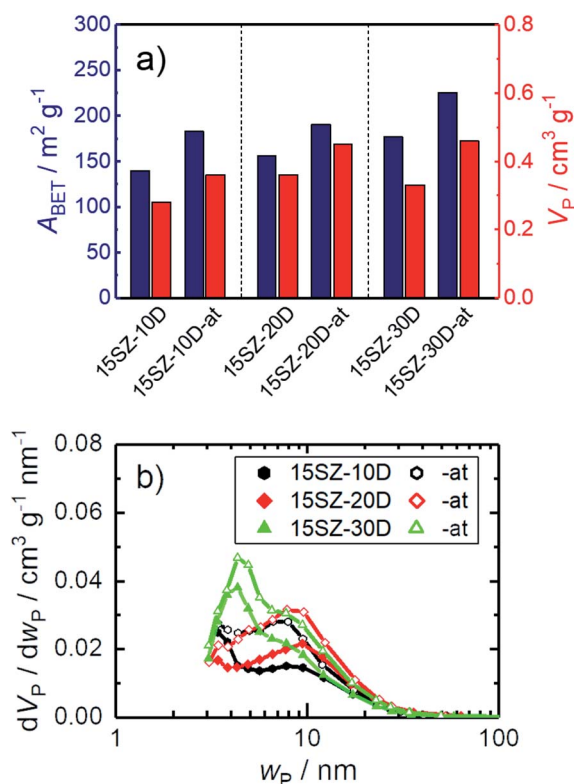 a)
300
250
200
150
100
50
0
A_BET / m² g⁻¹
0.8
0.6
0.4
0.2
0.0
V_P / cm³ g⁻¹
15SZ-10D
15SZ-10D-at
15SZ-20D
15SZ-20D-at
15SZ-30D
15SZ-30D-at
b)
0.08
0.06
0.04
0.02
0.00
dV_P / dw_P / cm³ g⁻¹ nm⁻¹
15SZ-10D -at
15SZ-20D -at
15SZ-30D -at
1 10 100
w_P / nm